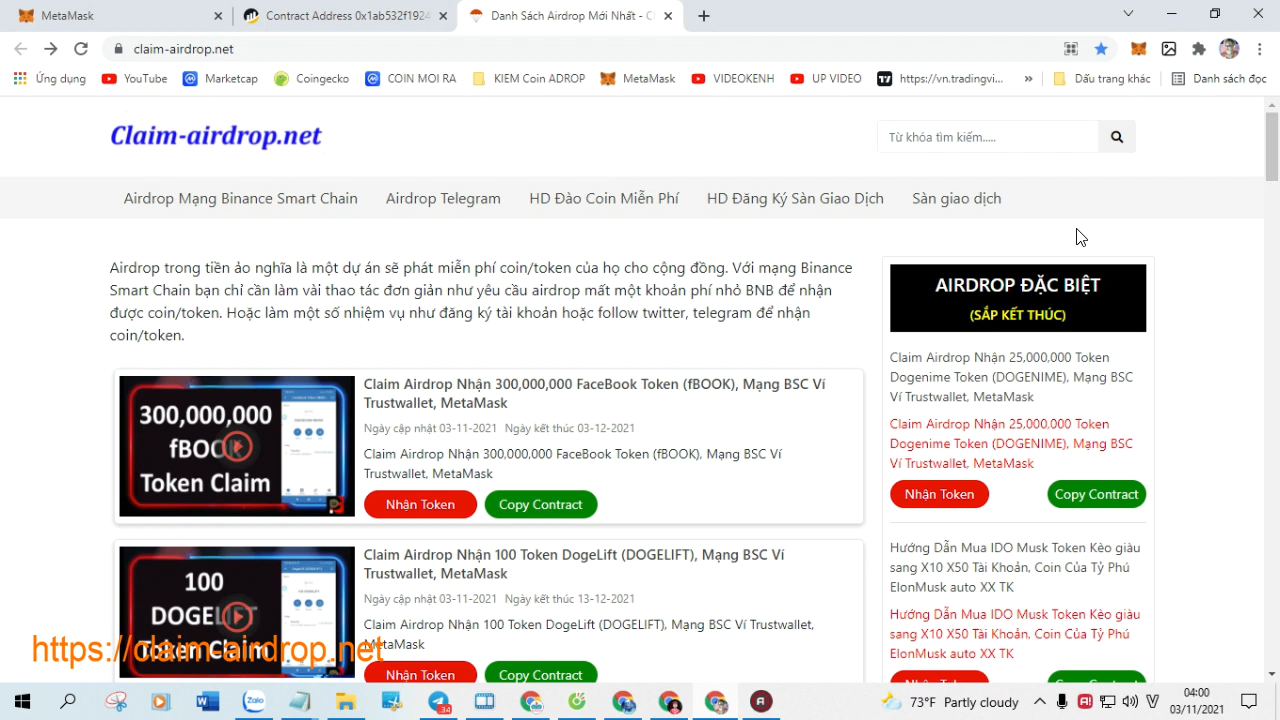 MetaMask
Contract Address 0x1ab532f1924
Danh Sách Airdrop Mới Nhất - C
claim-airdrop.net
Ứng dụng
YouTube
Marketcap
Coingecko
COIN MOI RA
KIEM Coin ADROP
MetaMask
VIDEOKENH
UP VIDEO
https://vn.tradingvi...
Dấu trang khác
Danh sách đọc
Claim-airdrop.net
Từ khóa tìm kiếm.....
Airdrop Mạng Binance Smart Chain
Airdrop Telegram
HD Đào Coin Miễn Phí
HD Đăng Ký Sàn Giao Dịch
Sàn giao dịch
Airdrop trong tiền ảo nghĩa là một dự án sẽ phát miễn phí coin/token của họ cho cộng đồng. Với mạng Binance
Smart Chain bạn chỉ cần làm vài thao tác đơn giản như yêu cầu airdrop mất một khoản phí nhỏ BNB để nhận
được coin/token. Hoặc làm một số nhiệm vụ như đăng ký tài khoản hoặc follow twitter, telegram để nhận
coin/token.
300,000,000
fBOOK
Token Claim
Claim Airdrop Nhận 300,000,000 FaceBook Token (fBOOK), Mạng BSC Ví
Trustwallet, MetaMask
Ngày cập nhật 03-11-2021 Ngày kết thúc 03-12-2021
Claim Airdrop Nhận 300,000,000 FaceBook Token (fBOOK), Mạng BSC Ví
Trustwallet, MetaMask
Nhận Token
Copy Contract
100
DOGELIFT
Token Claim
Claim Airdrop Nhận 100 Token DogeLift (DOGELIFT), Mạng BSC Ví
Trustwallet, MetaMask
Ngày cập nhật 03-11-2021 Ngày kết thúc 13-12-2021
Claim Airdrop Nhận 100 Token DogeLift (DOGELIFT), Mạng BSC Ví Trustwallet,
MetaMask
Nhận Token
Copy Contract
https://claim-airdrop.net
AIRDROP ĐẶC BIỆT
(SẮP KẾT THÚC)
Claim Airdrop Nhận 25,000,000 Token
Dogenime Token (DOGENIME), Mạng BSC
Ví Trustwallet, MetaMask
Claim Airdrop Nhận 25,000,000 Token
Dogenime Token (DOGENIME), Mạng BSC
Ví Trustwallet, MetaMask
Nhận Token
Copy Contract
Hướng Dẫn Mua IDO Musk Token Kèo giàu
sang X10 X50 Tài Khoản, Coin Của Tỷ Phú
ElonMusk auto XX TK
Hướng Dẫn Mua IDO Musk Token Kèo giàu
sang X10 X50 Tài Khoản, Coin Của Tỷ Phú
ElonMusk auto XX TK
Nhận Token
Copy Contract
Zalo
34
73°F Partly cloudy
04:00
03/11/2021